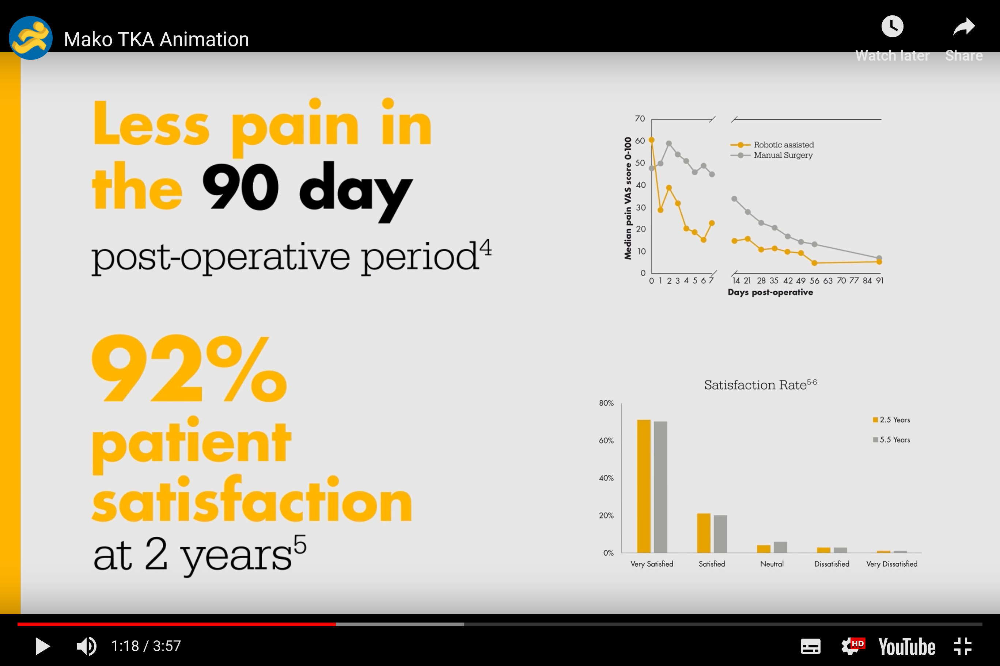 Mako TKA Animation
Watch later
Share
Less pain in
the 90 day
post-operative period4
70
60
50
40
30
20
10
0
Median pain VAS score 0-100
Robotic assisted
Manual Surgery
0 1 2 3 4 5 6 7 14 21 28 35 42 49 56 63 70 77 84 91
Days post-operative
92%
patient
satisfaction
at 2 years5
Satisfaction Rate5-6
80%
60%
40%
20%
0%
2.5 Years
5.5 Years
Very Satisfied Satisfied Neutral Dissatisfied Very Dissatisfied
1:18 / 3:57
HD
YouTube